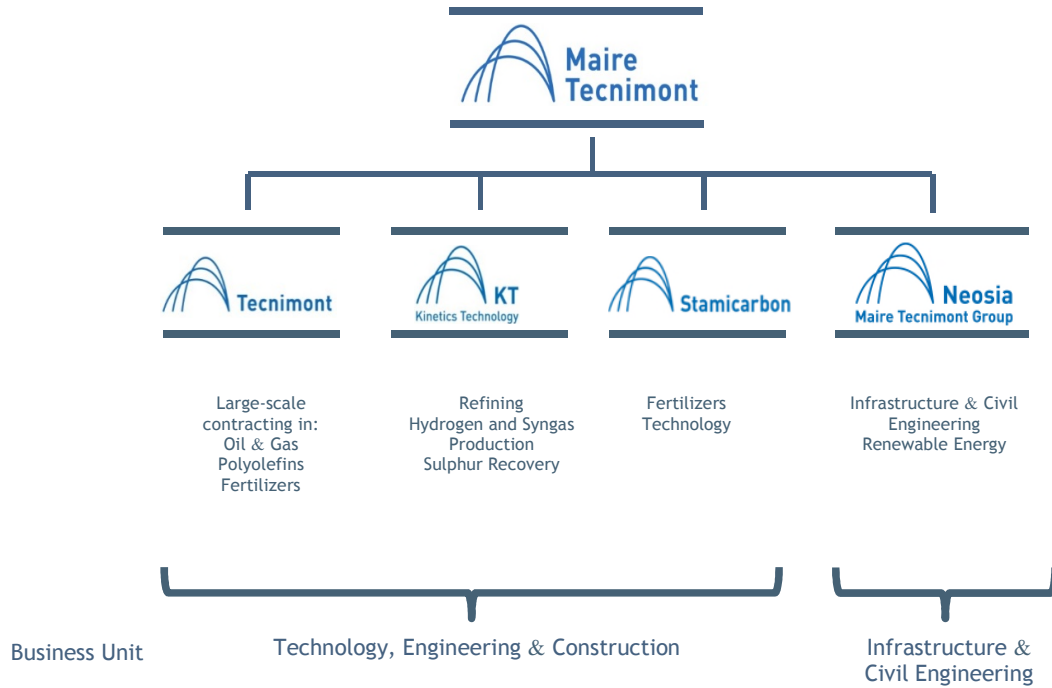 Maire
Tecnimont
Tecnimont
KT
Kinetics Technology
Stamicarbon
Neosia
Maire Tecnimont Group
Large-scale
contracting in:
Oil & Gas
Polyolefins
Fertilizers
Refining
Hydrogen and Syngas
Production
Sulphur Recovery
Fertilizers
Technology
Infrastructure & Civil
Engineering
Renewable Energy
Business Unit
Technology, Engineering & Construction
Infrastructure &
Civil Engineering